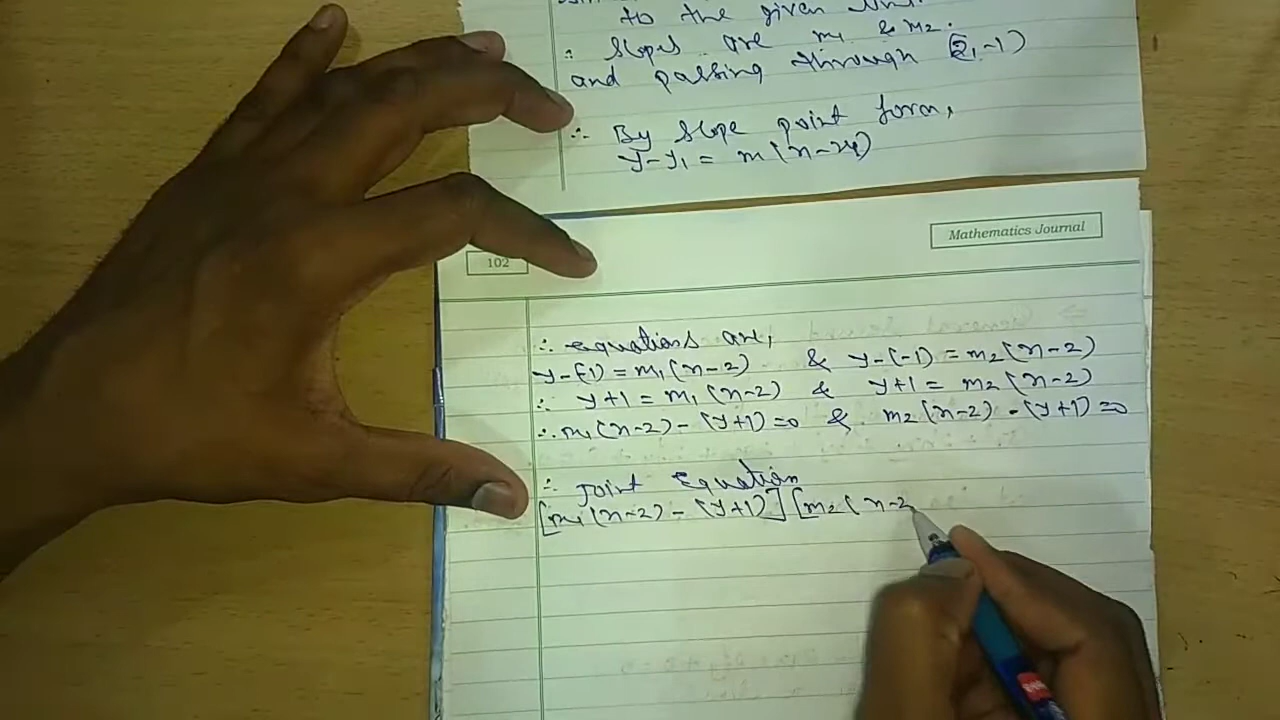 to the given
∴ slopes are m1 & m2.
and passing through (2,-1)
∴ By slope point form,
y-y1 = m(x-x1)
Mathematics Journal
102
∴ equations are,
y-(-1) = m1(x-2) & y-(-1) = m2(x-2)
∴ y+1 = m1(x-2) & y+1 = m2(x-2)
∴ m1(x-2) - (y+1) = 0 & m2(x-2) - (y+1) = 0
∴ Joint Equation
[m1(x-2) - (y+1)] [m2(x-2